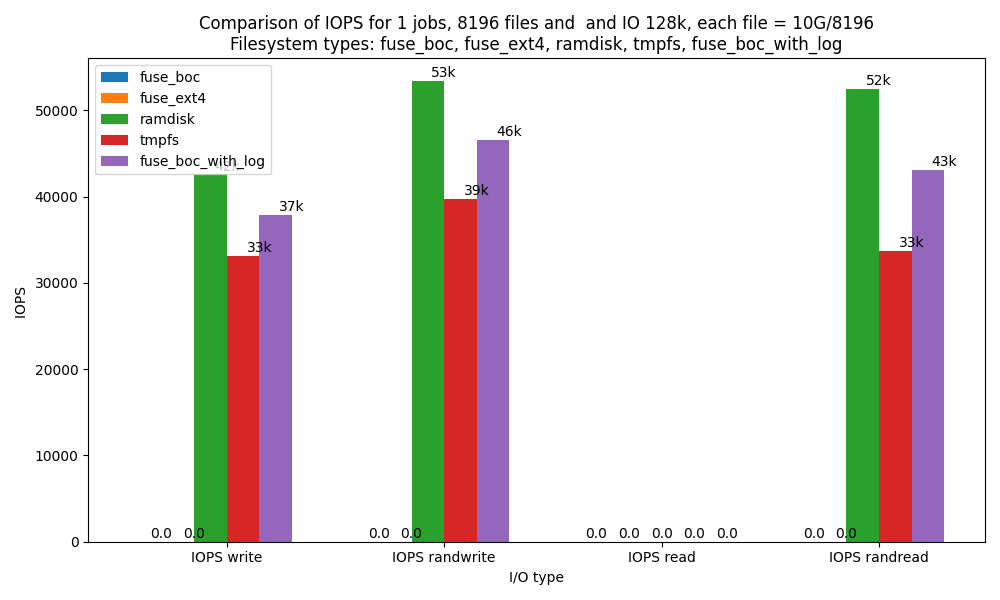 Comparison of IOPS for 1 jobs, 8196 files and  and IO 128k, each file = 10G/8196
Filesystem types: fuse_boc, fuse_ext4, ramdisk, tmpfs, fuse_boc_with_log
fuse_boc
fuse_ext4
ramdisk
tmpfs
fuse_boc_with_log
IOPS
50000
40000
30000
20000
10000
0
0.0 0.0 42k 33k 37k
0.0 0.0 53k 39k 46k
0.0 0.0 0.0 0.0 0.0
0.0 0.0 52k 33k 43k
IOPS write IOPS randwrite IOPS read IOPS randread
I/O type